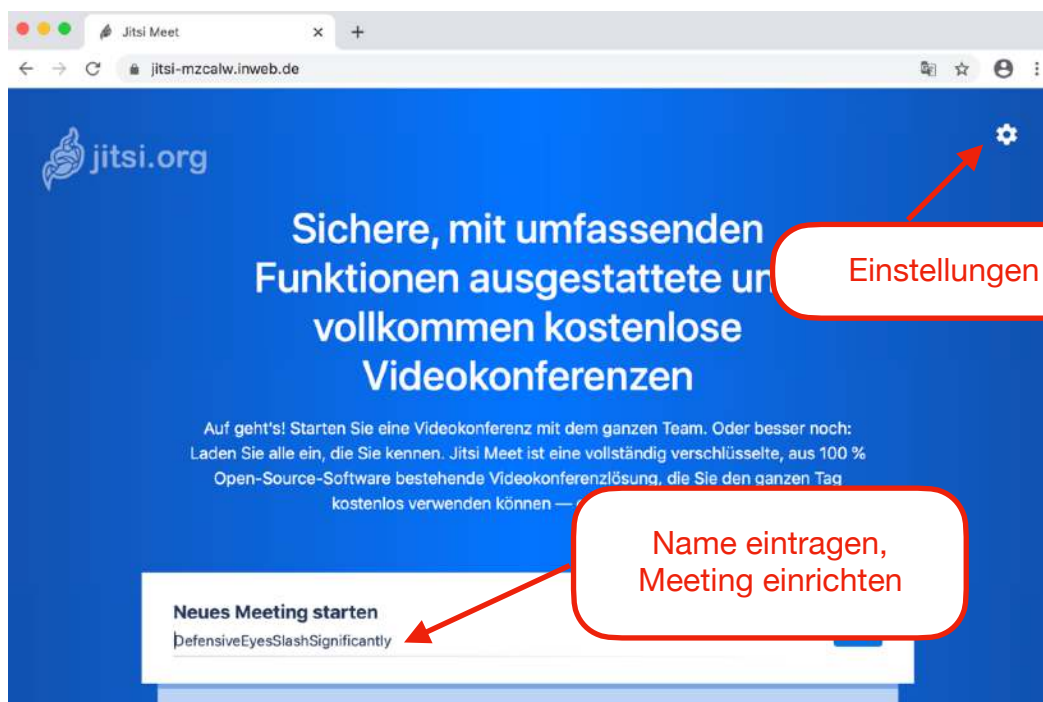 Jitsi Meet
jitsi-mzcalw.inweb.de
jitsi.org
Sichere, mit umfassenden
Funktionen ausgestattete un
vollkommen kostenlose
Videokonferenzen
Einstellungen
Auf geht's! Starten Sie eine Videokonferenz mit dem ganzen Team. Oder besser noch:
Laden Sie alle ein, die Sie kennen. Jitsi Meet ist eine vollständig verschlüsselte, aus 100 %
Open-Source-Software bestehende Videokonferenzlösung, die Sie den ganzen Tag
kostenlos verwenden können —
Name eintragen,
Meeting einrichten
Neues Meeting starten
DefensiveEyesSlashSignificantly